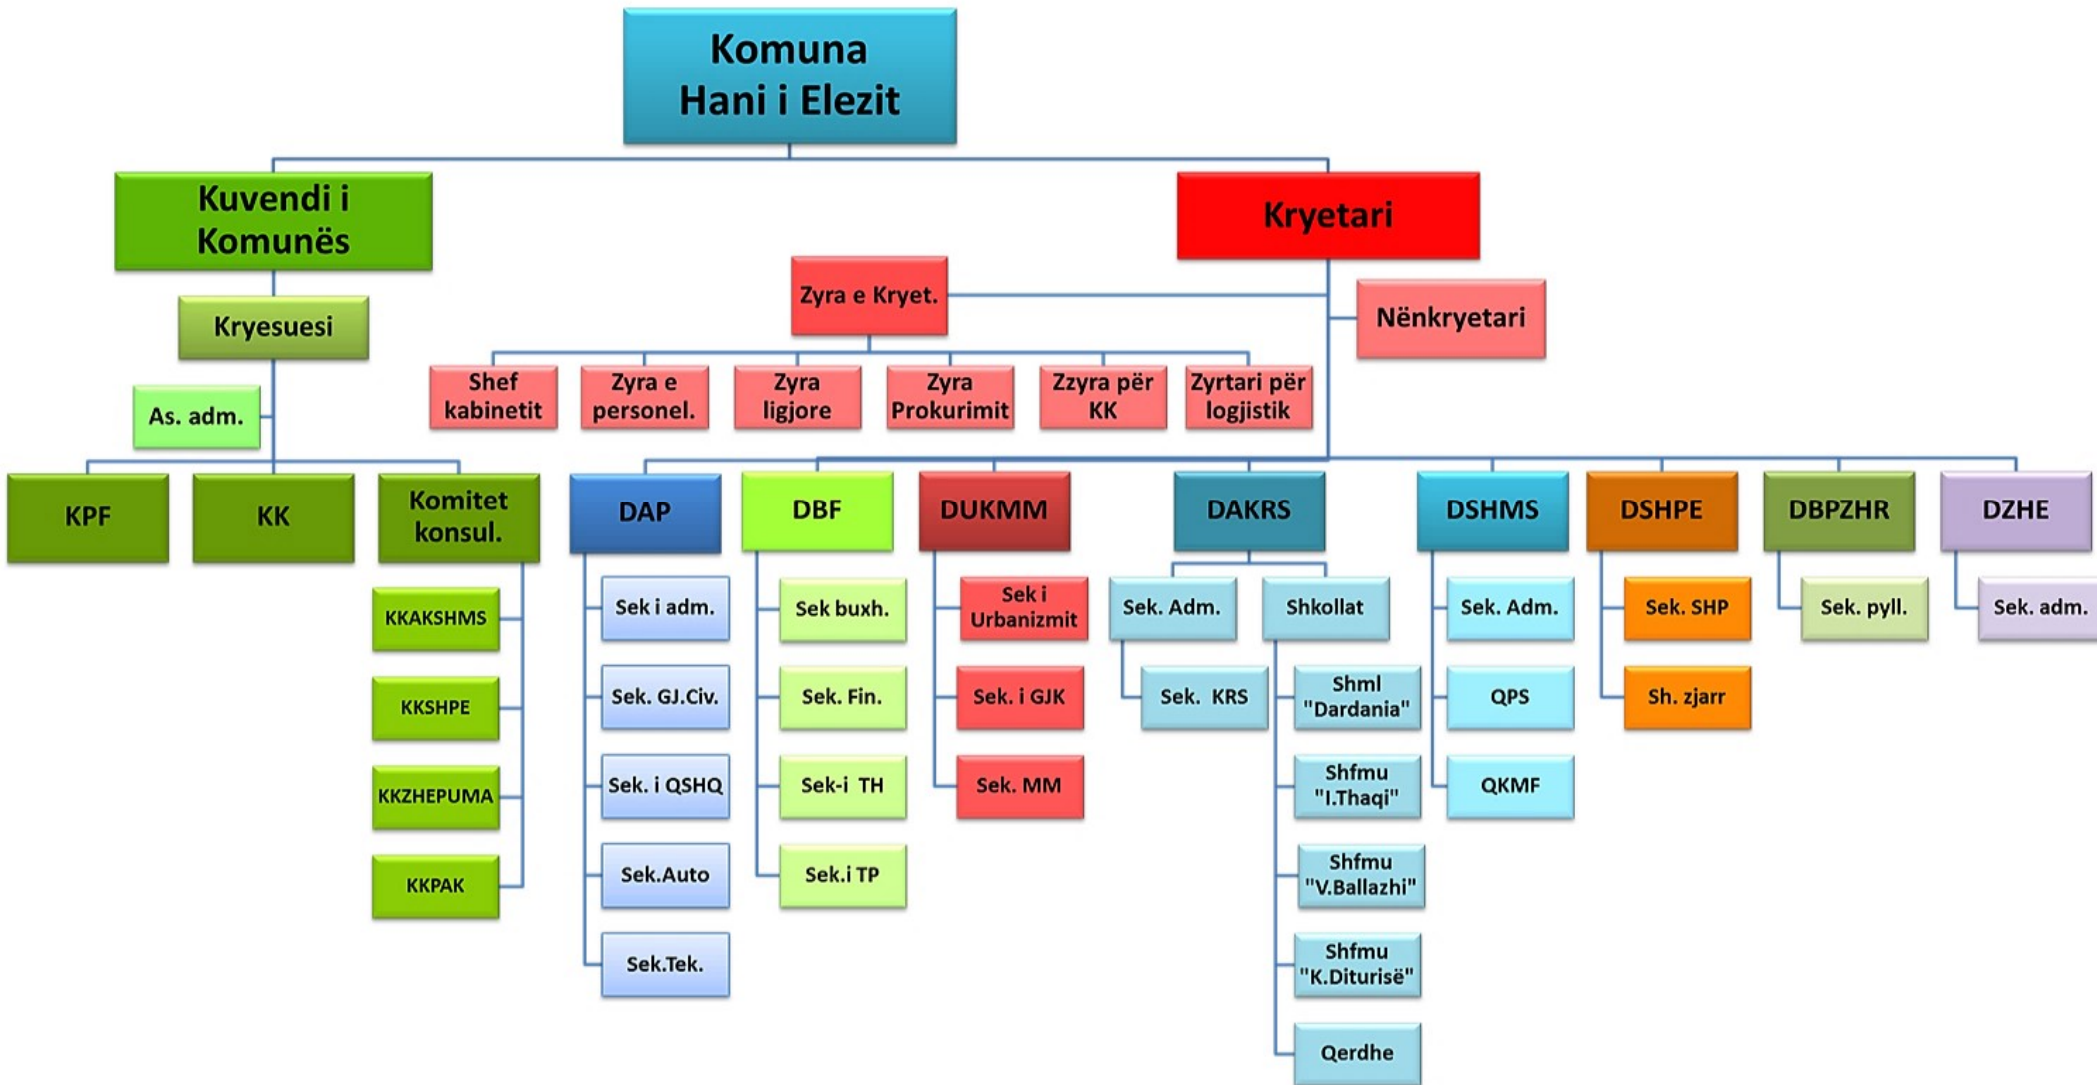 Komuna
Hani i Elezit
Kuvendi i
Komunës
Kryetari
Zyra e Kryet.
Nënkryetari
Kryesuesi
Shef
kabinetit
Zyra e
personel.
Zyra
ligjore
Zyra
Prokurimit
Zzyra për
KK
Zyrtari për
logjistik
As. adm.
KPF
KK
Komitet
konsul.
DAP
DBF
DUKMM
DAKRS
DSHMS
DSHPE
DBPZHR
DZHE
KKAKSHMS
KKSHPE
KKZHEPUMA
KKPAK
Sek i adm.
Sek. GJ.Civ.
Sek. i QSHQ
Sek.Auto
Sek.Tek.
Sek buxh.
Sek. Fin.
Sek-i TH
Sek.i TP
Sek i
Urbanizmit
Sek. i GJK
Sek. MM
Sek. Adm.
Sek. KRS
Shkollat
Shml
"Dardania"
Shfmu
"I.Thaqi"
Shfmu
"V.Ballazhi"
Shfmu
"K.Diturisë"
Qerdhe
Sek. Adm.
QPS
QKMF
Sek. SHP
Sh. zjarr
Sek. pyll.
Sek. adm.